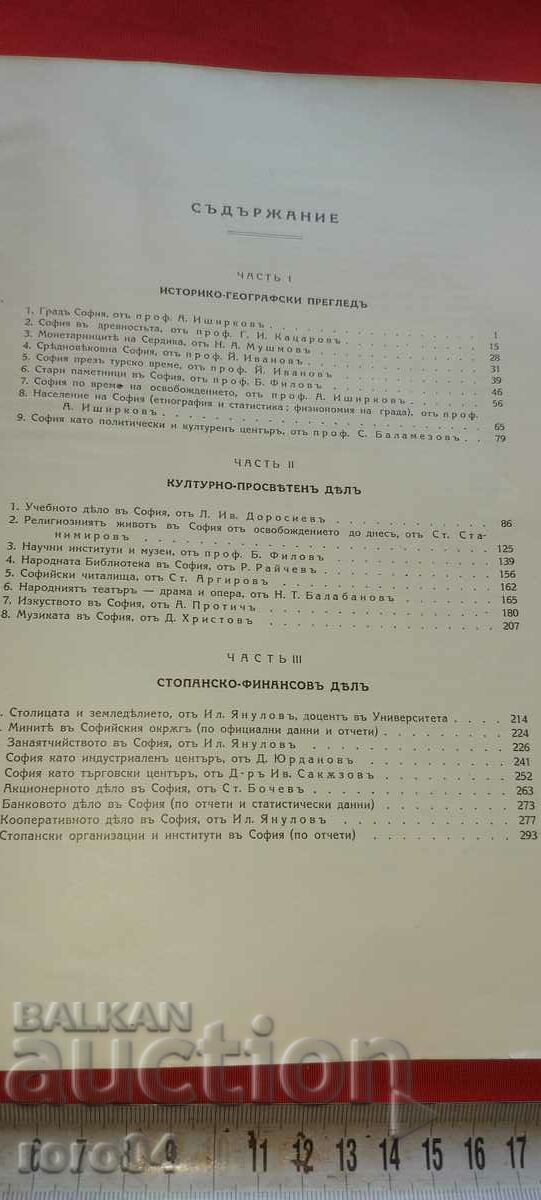 СЪДЪРЖАНИЕ
ЧАСТЬ I
ИСТОРИКО-ГЕОГРАФСКИ ПРЕГЛЕДЪ
1. Градъ София, отъ проф. А. Иширковъ . . . . . . . . . . 1
2. София въ древностьта, отъ проф. Г. И. Кацаровъ . . . . . . . 15
3. Монетарниците на Сердика, отъ Н. А. Мушмовъ . . . . . . . 28
4. Срѣдновѣковна София, отъ проф. Й. Ивановъ . . . . . . . 31
5. София презъ турско време, отъ проф. Й. Ивановъ . . . . . . 39
6. Стари паметници въ София, отъ проф. Б. Филовъ . . . . . . 46
7. София по време на освобождението, отъ проф. А. Иширковъ . . . 56
8. Население на София (етнография и статистика; физиономия на града), отъ проф.
А. Иширковъ . . . . . . . . . . 65
9. София като политически и културенъ центъръ, отъ проф. С. Баламезовъ . . 79
ЧАСТЬ II
КУЛТУРНО-ПРОСВѢТЕНЪ ДѢЛЪ
1. Учебното дѣло въ София, отъ Л. Ив. Доросиевъ . . . . . . . 86
2. Религиозниятъ животъ въ София отъ освобождението до днесъ, отъ Ст. Ста-
нимировъ . . . . . . . . . . 125
3. Научни институти и музеи, отъ проф. Б. Филовъ . . . . . . . 139
4. Народната Библиотека въ София, отъ Р. Райчевъ . . . . . . . 156
5. Софийски читалища, отъ Ст. Аргировъ . . . . . . . 162
6. Народниятъ театъръ — драма и опера, отъ Н. Т. Балабановъ . . . . 165
7. Изкуството въ София, отъ А. Протичъ . . . . . . . 180
8. Музиката въ София, отъ Д. Христовъ . . . . . . . 207
ЧАСТЬ III
СТОПАНСКО-ФИНАНСОВЪ ДѢЛЪ
. Столицата и земледѣлието, отъ Ил. Януловъ, доцентъ въ Университета . . . . 214
. Минитѣ въ Софийския окрѫгъ (по официални данни и отчети) . . . . . . 224
Занаятчийството въ София, отъ Ил. Януловъ . . . . . . . 226
София като индустриаленъ центъръ, отъ Д. Юрдановъ . . . . . . 241
София като търговски центъръ, отъ Д-ръ Ив. Сакѫзовъ . . . . . . 252
Акционерното дѣло въ София, отъ Ст. Бочевъ . . . . . . . 263
Банковото дѣло въ София (по отчети и статистически данни) . . . . . . 273
Кооперативното дѣло въ София, отъ Ил. Януловъ . . . . . . . 277
Стопански организации и институти въ София (по отчети) . . . . . . 293
BALKAN
auction
roro14
6 7 8 9 11 12 13 14 15 16 17